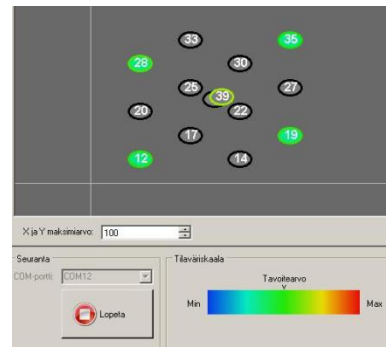 33 35
28 30
25 39 27
20 22
17 19
12 14
X ja Y maksimiarvo: 100
Seuranta
COM-portti: COM12
Lopeta
Tilaväriskaala
Tavoitearvo
Min Max